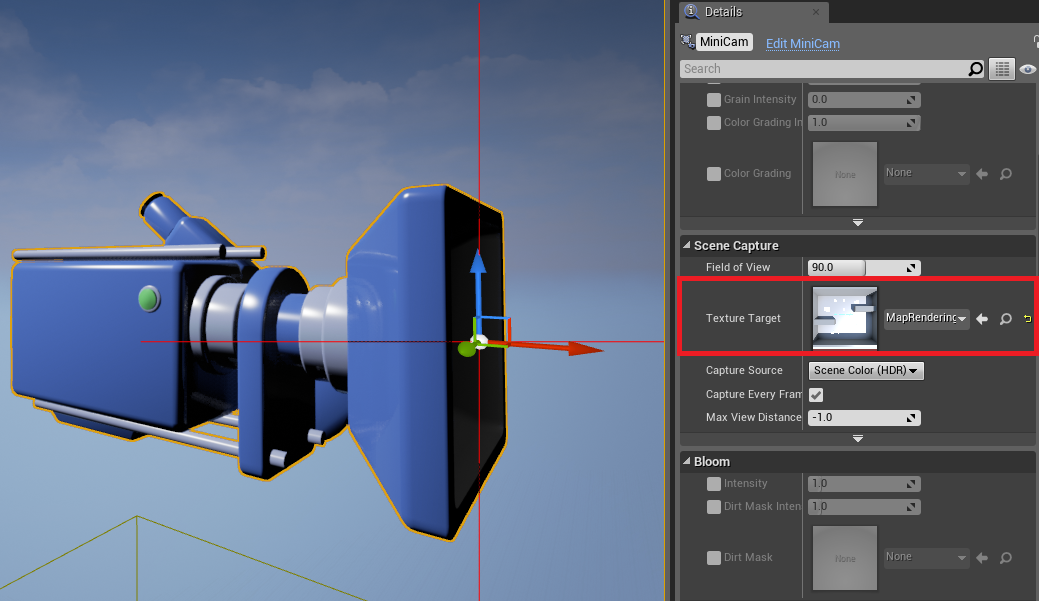 Details
MiniCam Edit MiniCam
Search
Grain Intensity 0.0
Color Grading In 1.0
Color Grading None None
Scene Capture
Field of View 90.0
Texture Target MapRendering
Capture Source Scene Color (HDR)
Capture Every Fram
Max View Distance -1.0
Bloom
Intensity 1.0
Dirt Mask Inten 1.0
Dirt Mask None None